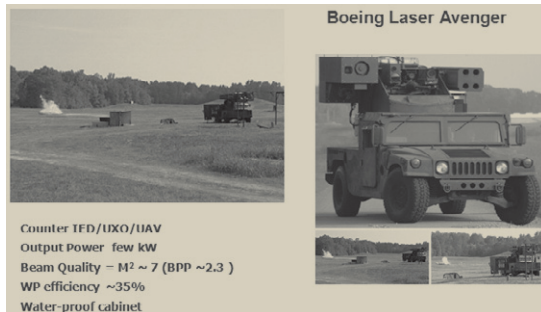 Boeing Laser Avenger
Counter IED/UXO/UAV
Output Power few kW
Beam Quality – M² ~ 7 (BPP ~2.3 )
WP efficiency ~35%
Water-proof cabinet